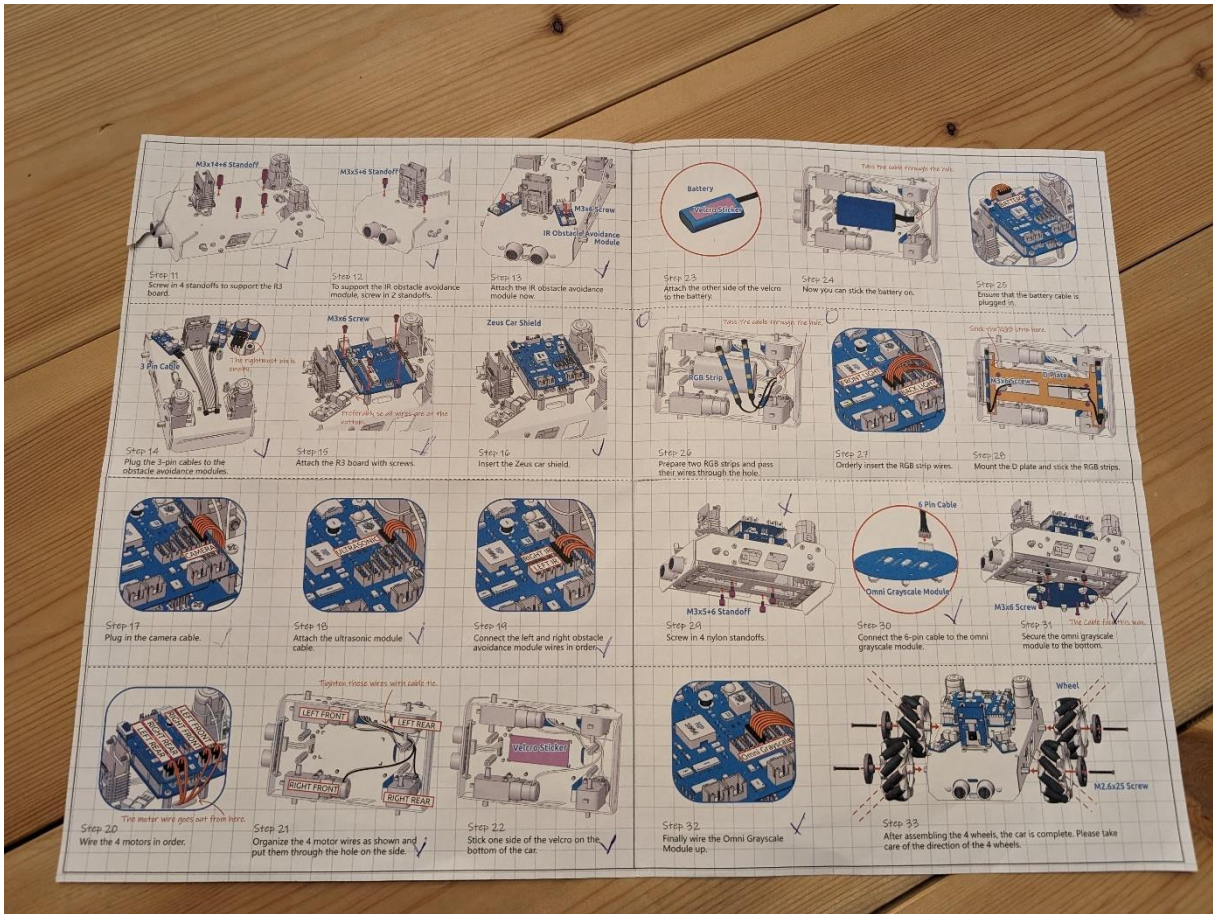 M3x14+6 Standoff
Step 11
Screw in 4 standoffs to support the R3
board.
M3x5+6 Standoff
Step 12
To support the IR obstacle avoidance
module, screw in 2 standoffs.
M3x6 Screw
IR Obstacle Avoidance
Module
Step 13
Attach the IR obstacle avoidance
module now.
3 Pin Cable
The rightmost pin is
empty.
Step 14
Plug the 3-pin cables to the
obstacle avoidance modules.
M3x6 Screw
Preferably so all wires are at the
bottom.
Step 15
Attach the R3 board with screws.
Zeus Car Shield
Step 16
Insert the Zeus car shield.
CAMERA
Step 17
Plug in the camera cable.
ULTRASONIC
Step 18
Attach the ultrasonic module
cable.
RIGHT IR
LEFT IR
Step 19
Connect the left and right obstacle
avoidance module wires in order.
LEFT FRONT
RIGHT FRONT
RIGHT REAR
LEFT REAR
The motor wire goes out from here.
Step 20
Wire the 4 motors in order.
Tighten these wires with cable tie.
LEFT FRONT
LEFT REAR
RIGHT FRONT
RIGHT REAR
Step 21
Organize the 4 motor wires as shown and
put them through the hole on the side.
Velcro Sticker
Step 22
Stick one side of the velcro on the
bottom of the car.
Battery
Velcro Sticker
Step 23
Attach the other side of the velcro
to the battery.
Pass the cable through the hole.
Step 24
Now you can stick the battery on.
BATTERY
Step 25
Ensure that the battery cable is
plugged in.
Pass the cable through the hole.
RGB Strip
Step 26
Prepare two RGB strips and pass
their wires through the hole.
FRONT LIGHT
BACK LIGHT
Step 27
Orderly insert the RGB strip wires.
Stick the RGB strip here.
D Plate
M3x6 Screw
Step 28
Mount the D plate and stick the RGB strips.
M3x5+6 Standoff
Step 29
Screw in 4 nylon standoffs.
6 Pin Cable
Omni Grayscale Module
Step 30
Connect the 6-pin cable to the omni
grayscale module.
M3x6 Screw
The cable face this way.
Step 31
Secure the omni grayscale
module to the bottom.
Omni Grayscale
Step 32
Finally wire the Omni Grayscale
Module up.
Wheel
M2.6x25 Screw
Step 33
After assembling the 4 wheels, the car is complete. Please take
care of the direction of the 4 wheels.